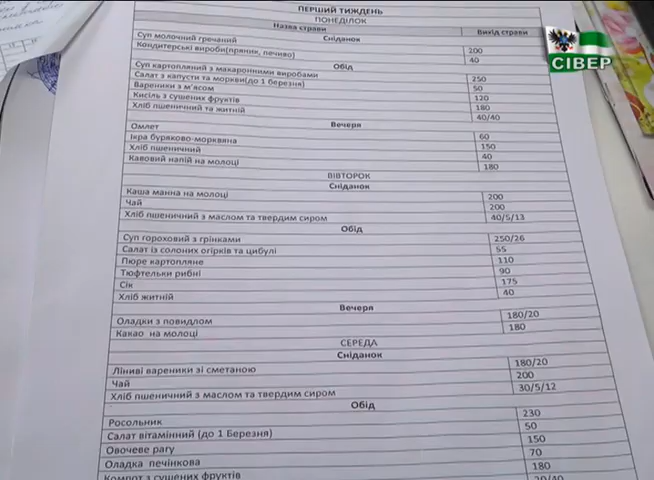 ПЕРШИЙ ТИЖДЕНЬ
ПОНЕДІЛОК
Назва страви Вихід страви
Сніданок
Суп молочний гречаний 200
Кондитерські вироби(пряник, печиво) 40
Обід
Суп картопляний з макаронними виробами 250
Салат з капусти та моркви(до 1 березня) 50
Вареники з м'ясом 120
Кисіль з сушених фруктів 180
Хліб пшеничний та житній 40/40
Вечеря
Омлет 60
Ікра буряково-морквяна 150
Хліб пшеничний 40
Кавовий напій на молоці 180
ВІВТОРОК
Сніданок
Каша манна на молоці 200
Чай 200
Хліб пшеничний з маслом та твердим сиром 40/5/13
Обід
Суп гороховий з грінками 250/26
Салат із солоних огірків та цибулі 55
Пюре картопляне 110
Тюфтельки рибні 90
Сік 175
Хліб житній 40
Вечеря
Оладки з повидлом 180/20
Какао на молоці 180
СЕРЕДА
Сніданок
Ліниві вареники зі сметаною 180/20
Чай 200
Хліб пшеничний з маслом та твердим сиром 30/5/12
Обід
Росольник 230
Салат вітамінний (до 1 Березня) 50
Овочеве рагу 150
Оладка печінкова 70
Компот з сушених фруктів 180
СІВЕР